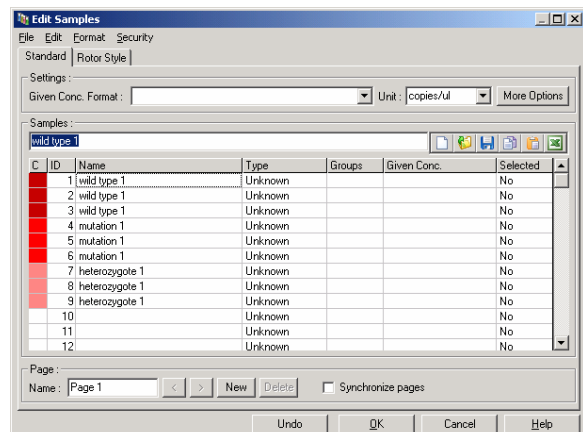 Edit Samples
File Edit Format Security
Standard Rotor Style
Settings :
Given Conc. Format : Unit : copies/ul More Options
Samples :
wild type 1
C ID Name Type Groups Given Conc. Selected
1 wild type 1 Unknown No
2 wild type 1 Unknown No
3 wild type 1 Unknown No
4 mutation 1 Unknown No
5 mutation 1 Unknown No
6 mutation 1 Unknown No
7 heterozygote 1 Unknown No
8 heterozygote 1 Unknown No
9 heterozygote 1 Unknown No
10 Unknown No
11 Unknown No
12 Unknown No
Page :
Name : Page 1 < > New Delete Synchronize pages
Undo OK Cancel Help